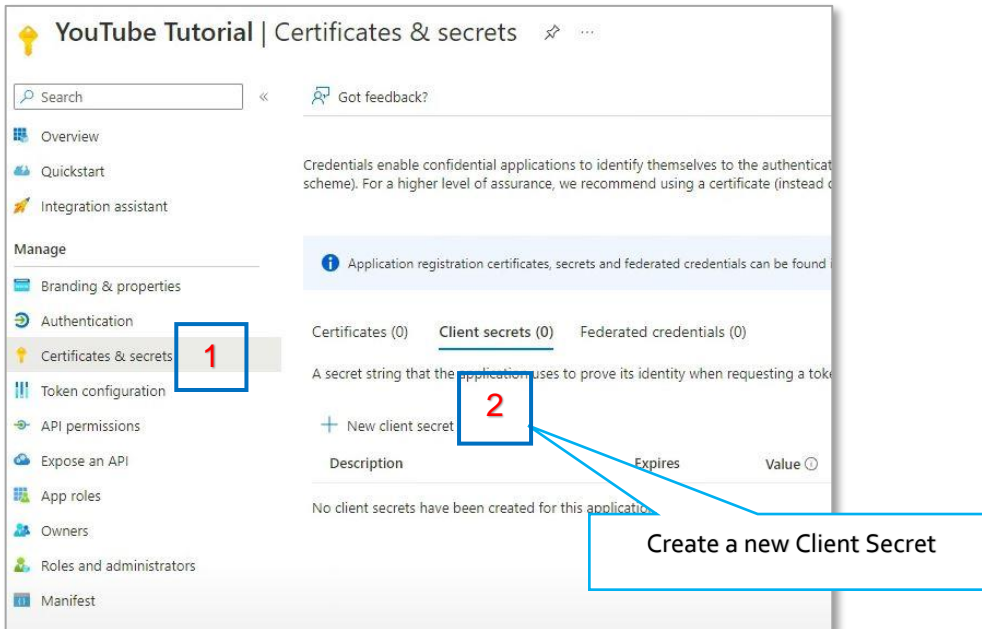 YouTube Tutorial | Certificates & secrets ...
Search «
Got feedback?
Overview
Quickstart
Integration assistant
Manage
Branding & properties
Authentication
Certificates & secrets
Token configuration
API permissions
Expose an API
App roles
Owners
Roles and administrators
Manifest
Credentials enable confidential applications to identify themselves to the authenticat
scheme). For a higher level of assurance, we recommend using a certificate (instead
Application registration certificates, secrets and federated credentials can be found
Certificates (0) Client secrets (0) Federated credentials (0)
A secret string that the application uses to prove its identity when requesting a toke
+ New client secret
Description Expires Value
No client secrets have been created for this application
1
2
Create a new Client Secret